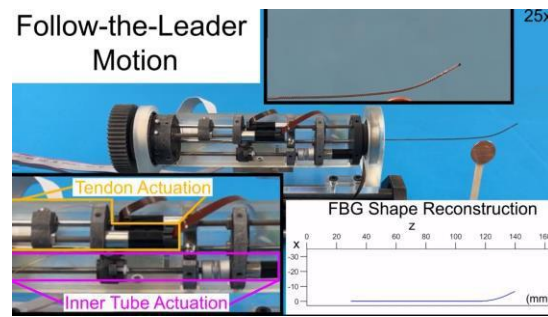 Follow-the-Leader
Motion
25x
Tendon Actuation
Inner Tube Actuation
FBG Shape Reconstruction
z
x 0 20 40 60 80 100 120 140 160
-30
-20
-10
0
(mm)